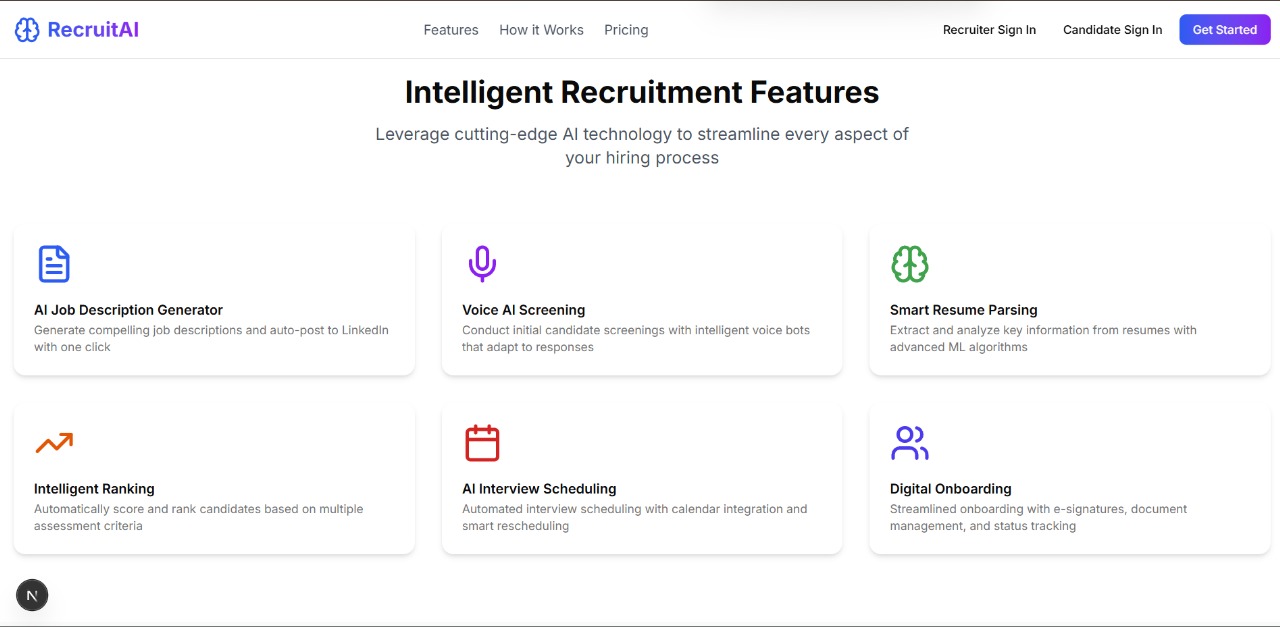 RecruitAI
Features
How it Works
Pricing
Recruiter Sign In
Candidate Sign In
Get Started
Intelligent Recruitment Features
Leverage cutting-edge AI technology to streamline every aspect of
your hiring process
AI Job Description Generator
Generate compelling job descriptions and auto-post to LinkedIn
with one click
Voice AI Screening
Conduct initial candidate screenings with intelligent voice bots
that adapt to responses
Smart Resume Parsing
Extract and analyze key information from resumes with
advanced ML algorithms
Intelligent Ranking
Automatically score and rank candidates based on multiple
assessment criteria
AI Interview Scheduling
Automated interview scheduling with calendar integration and
smart rescheduling
Digital Onboarding
Streamlined onboarding with e-signatures, document
management, and status tracking
N